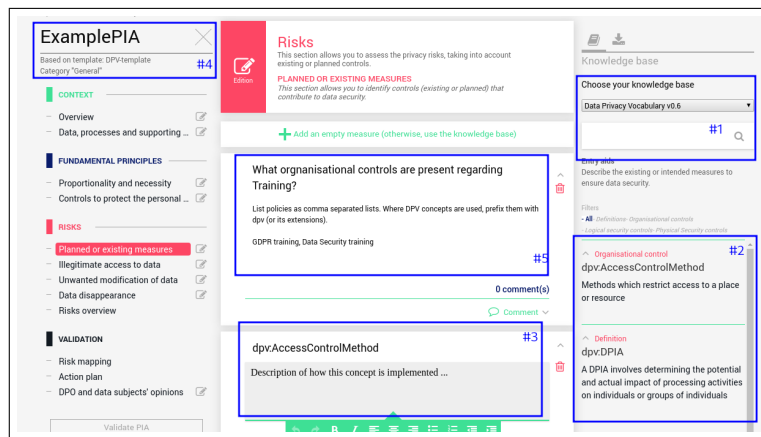 ExamplePIA
Based on template: DPV-template
Category "General"
#4
CONTEXT
Overview
Data, processes and supporting ...
FUNDAMENTAL PRINCIPLES
Proportionality and necessity
Controls to protect the personal ...
RISKS
Planned or existing measures
Illegitimate access to data
Unwanted modification of data
Data disappearance
Risks overview
VALIDATION
Risk mapping
Action plan
DPO and data subjects' opinions
Validate PIA
Edition
Risks
This section allows you to assess the privacy risks, taking into account
existing or planned controls.
PLANNED OR EXISTING MEASURES
This section allows you to identify controls (existing or planned) that
contribute to data security.
Add an empty measure (otherwise, use the knowledge base)
What orgnanisational controls are present regarding
Training?
List policies as comma separated lists. Where DPV concepts are used, prefix them with
dpv (or its extensions).
GDPR training, Data Security training
#5
0 comment(s)
Comment
#3
dpv:AccessControlMethod
Description of how this concept is implemented ...
B I
Knowledge base
Choose your knowledge base
Data Privacy Vocabulary v0.6
#1
Entry aids
Describe the existing or intended measures to
ensure data security.
Filters
- All- Definitions- Organisational controls
- Logical security controls- Physical Security controls
#2
Organisational control
dpv:AccessControlMethod
Methods which restrict access to a place
or resource
Definition
dpv:DPIA
A DPIA involves determining the potential
and actual impact of processing activities
on individuals or groups of individuals